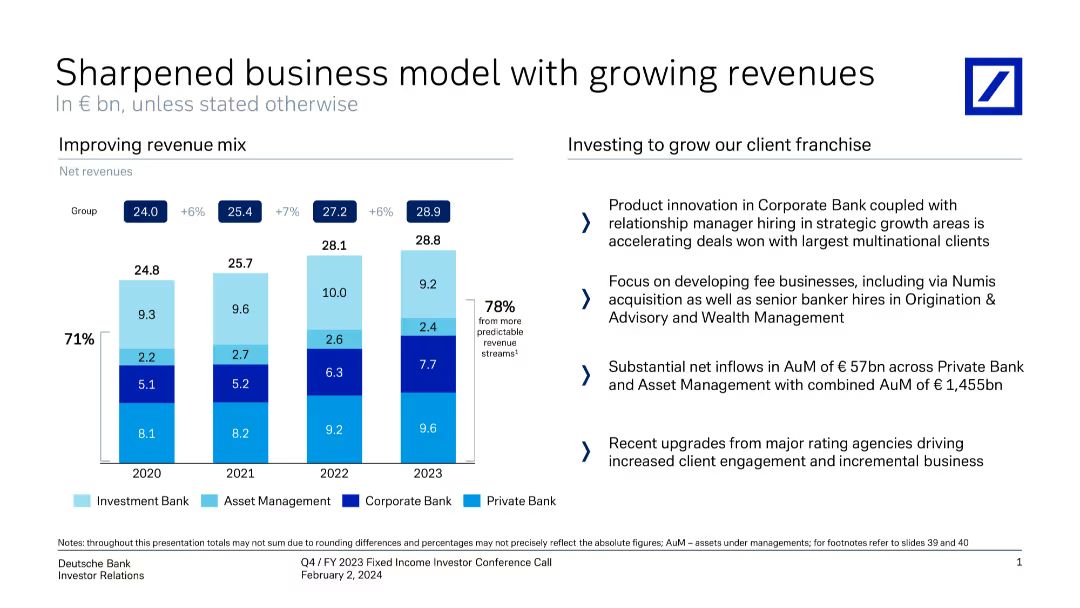 Sharpened business model with growing revenues
In € bn, unless stated otherwise
Improving revenue mix
Net revenues
Group 24.0 +6% 25.4 +7% 27.2 +6% 28.9
24.8 25.7 28.1 28.8
9.3 9.6 10.0 9.2
2.2 2.7 2.6 2.4
5.1 5.2 6.3 7.7
8.1 8.2 9.2 9.6
71%
78%
from more
predictable
revenue
streams¹
2020 2021 2022 2023
Investment Bank Asset Management Corporate Bank Private Bank
Investing to grow our client franchise
Product innovation in Corporate Bank coupled with
relationship manager hiring in strategic growth areas is
accelerating deals won with largest multinational clients
Focus on developing fee businesses, including via Numis
acquisition as well as senior banker hires in Origination &
Advisory and Wealth Management
Substantial net inflows in AuM of € 57bn across Private Bank
and Asset Management with combined AuM of € 1,455bn
Recent upgrades from major rating agencies driving
increased client engagement and incremental business
Notes: throughout this presentation totals may not sum due to rounding differences and percentages may not precisely reflect the absolute figures; AuM – assets under managements; for footnotes refer to slides 39 and 40
Deutsche Bank
Investor Relations
Q4 / FY 2023 Fixed Income Investor Conference Call
February 2, 2024
1